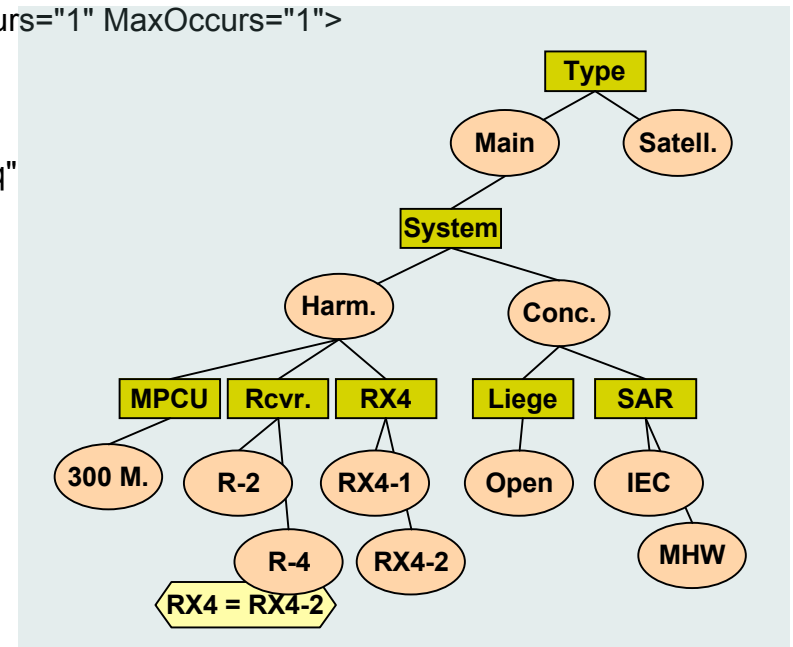 urs="1" MaxOccurs="1">
Type
Main Satell.
q"
System
Harm. Conc.
MPCU Rcvr. RX4 Liege SAR
300 M. R-2 RX4-1 Open IEC
R-4 RX4-2 MHW
RX4 = RX4-2